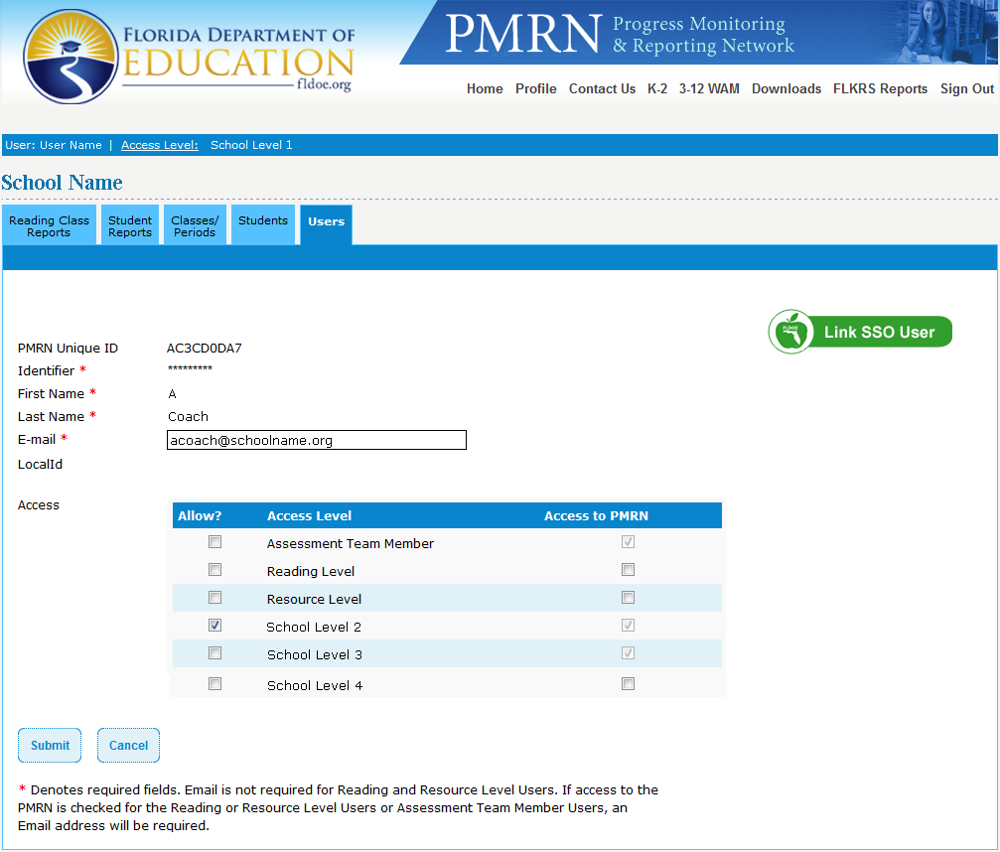 FLORIDA DEPARTMENT OF
EDUCATION
fldoe.org
PMRN Progress Monitoring
& Reporting Network
Home Profile Contact Us K-2 3-12 WAM Downloads FLKRS Reports Sign Out
User: User Name | Access Level: School Level 1
School Name
Reading Class
Reports
Student
Reports
Classes/
Periods
Students
Users
FLDOE
Link SSO User
PMRN Unique ID AC3CD0DA7
Identifier * *********
First Name * A
Last Name * Coach
E-mail * acoach@schoolname.org
LocalId
Access
Allow? Access Level Access to PMRN
Assessment Team Member
Reading Level
Resource Level
School Level 2
School Level 3
School Level 4
Submit Cancel
* Denotes required fields. Email is not required for Reading and Resource Level Users. If access to the
PMRN is checked for the Reading or Resource Level Users or Assessment Team Member Users, an
Email address will be required.